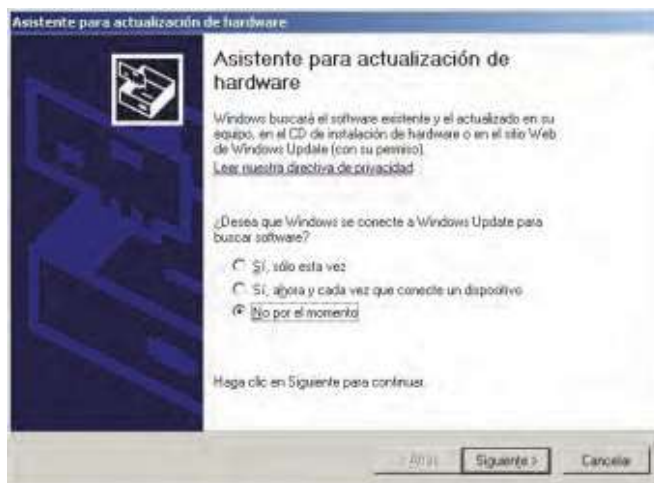 Asistente para actualización de hardware
Asistente para actualización de
hardware
Windows buscará el software existente y el actualizado en su
equipo, en el CD de instalación de hardware o en el sitio Web
de Windows Update (con su permiso).
Leer nuestra directiva de privacidad
¿Desea que Windows se conecte a Windows Update para
buscar software?
Sí, sólo esta vez
Sí, ahora y cada vez que conecte un dispositivo
No por el momento
Haga clic en Siguiente para continuar.
< Atrás
Siguiente >
Cancelar